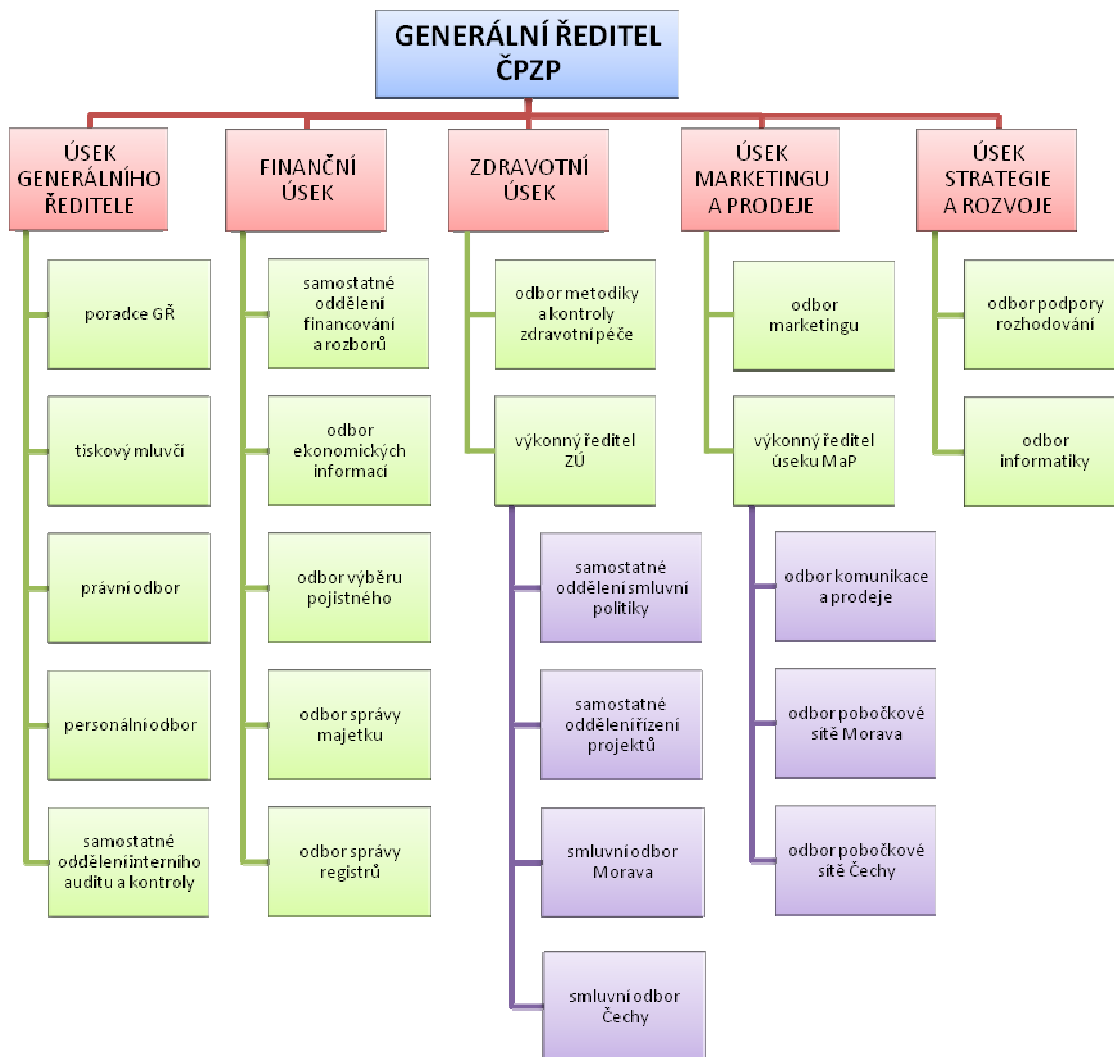 GENERÁLNÍ ŘEDITEL
ČPZP
ÚSEK
GENERÁLNÍHO
ŘEDITELE
FINANČNÍ
ÚSEK
ZDRAVOTNÍ
ÚSEK
ÚSEK
MARKETINGU
A PRODEJE
ÚSEK
STRATEGIE
A ROZVOJE
poradce GŘ
tiskový mluvčí
právní odbor
personální odbor
samostatné
oddělení interního
auditu a kontroly
samostatné
oddělení
financování
a rozborů
odbor
ekonomických
informací
odbor výběru
pojistného
odbor správy
majetku
odbor správy
registrů
odbor metodiky
a kontroly
zdravotní péče
výkonný ředitel
ZÚ
samostatné
oddělení smluvní
politiky
samostatné
oddělení řízení
projektů
smluvní odbor
Morava
smluvní odbor
Čechy
odbor
marketingu
výkonný ředitel
úseku MaP
odbor komunikace
a prodeje
odbor pobočkové
sítě Morava
odbor pobočkové
sítě Čechy
odbor podpory
rozhodování
odbor
informatiky